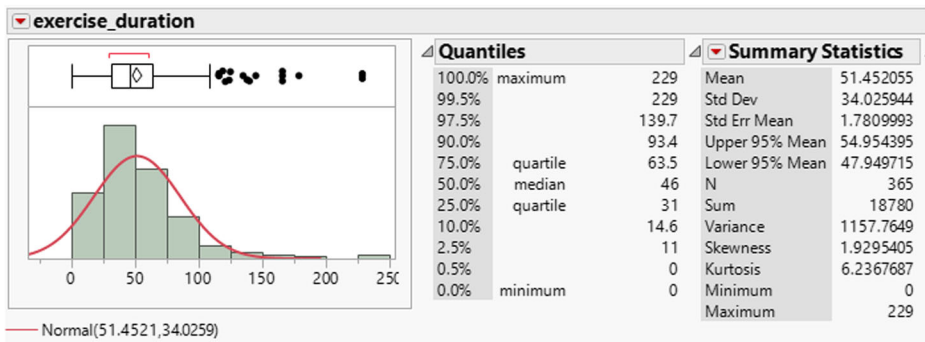 exercise_duration
0 50 100 150 200 250
Normal(51.4521,34.0259)
Quantiles
100.0% maximum 229
99.5% 229
97.5% 139.7
90.0% 93.4
75.0% quartile 63.5
50.0% median 46
25.0% quartile 31
10.0% 14.6
2.5% 11
0.5% 0
0.0% minimum 0
Summary Statistics
Mean 51.452055
Std Dev 34.025944
Std Err Mean 1.7809993
Upper 95% Mean 54.954395
Lower 95% Mean 47.949715
N 365
Sum 18780
Variance 1157.7649
Skewness 1.9295405
Kurtosis 6.2367687
Minimum 0
Maximum 229